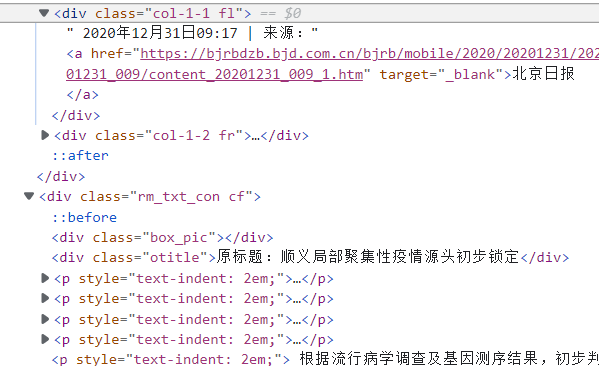 <div class="col-1-1 fl"> == $0
" 2020年12月31日09:17 | 来源："
<a href="https://bjrbdzb.bjd.com.cn/bjrb/mobile/2020/20201231/202
01231_009/content_20201231_009_1.htm" target="_blank">北京日报
</a>
</div>
<div class="col-1-2 fr">…</div>
::after
</div>
<div class="rm_txt_con cf">
::before
<div class="box_pic"></div>
<div class="otitle">原标题：顺义局部聚集性疫情源头初步锁定</div>
<p style="text-indent: 2em;">…</p>
<p style="text-indent: 2em;">…</p>
<p style="text-indent: 2em;">…</p>
<p style="text-indent: 2em;">…</p>
<p style="text-indent: 2em;"> 根据流行病学调查及基因测序结果，初步判